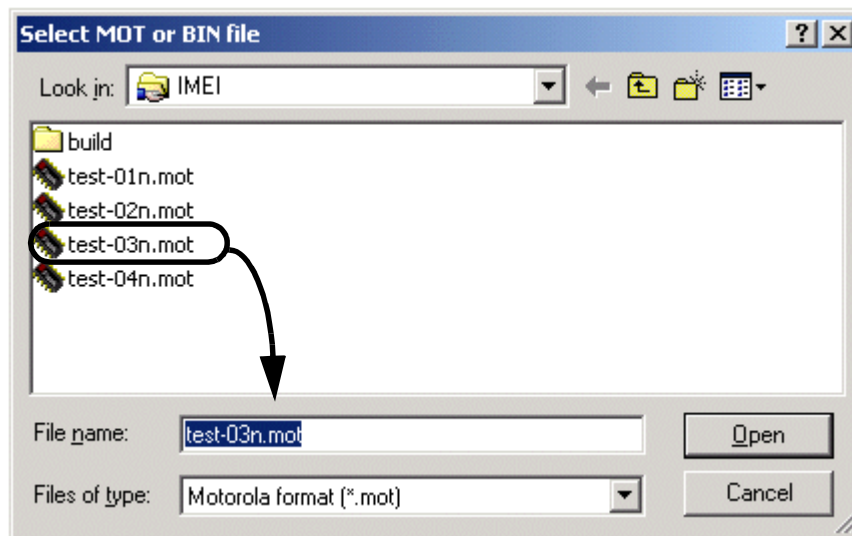 Select MOT or BIN file
Look in: IMEI
build
test-01n.mot
test-02n.mot
test-03n.mot
test-04n.mot
File name: test-03n.mot Open
Files of type: Motorola format (*.mot) Cancel